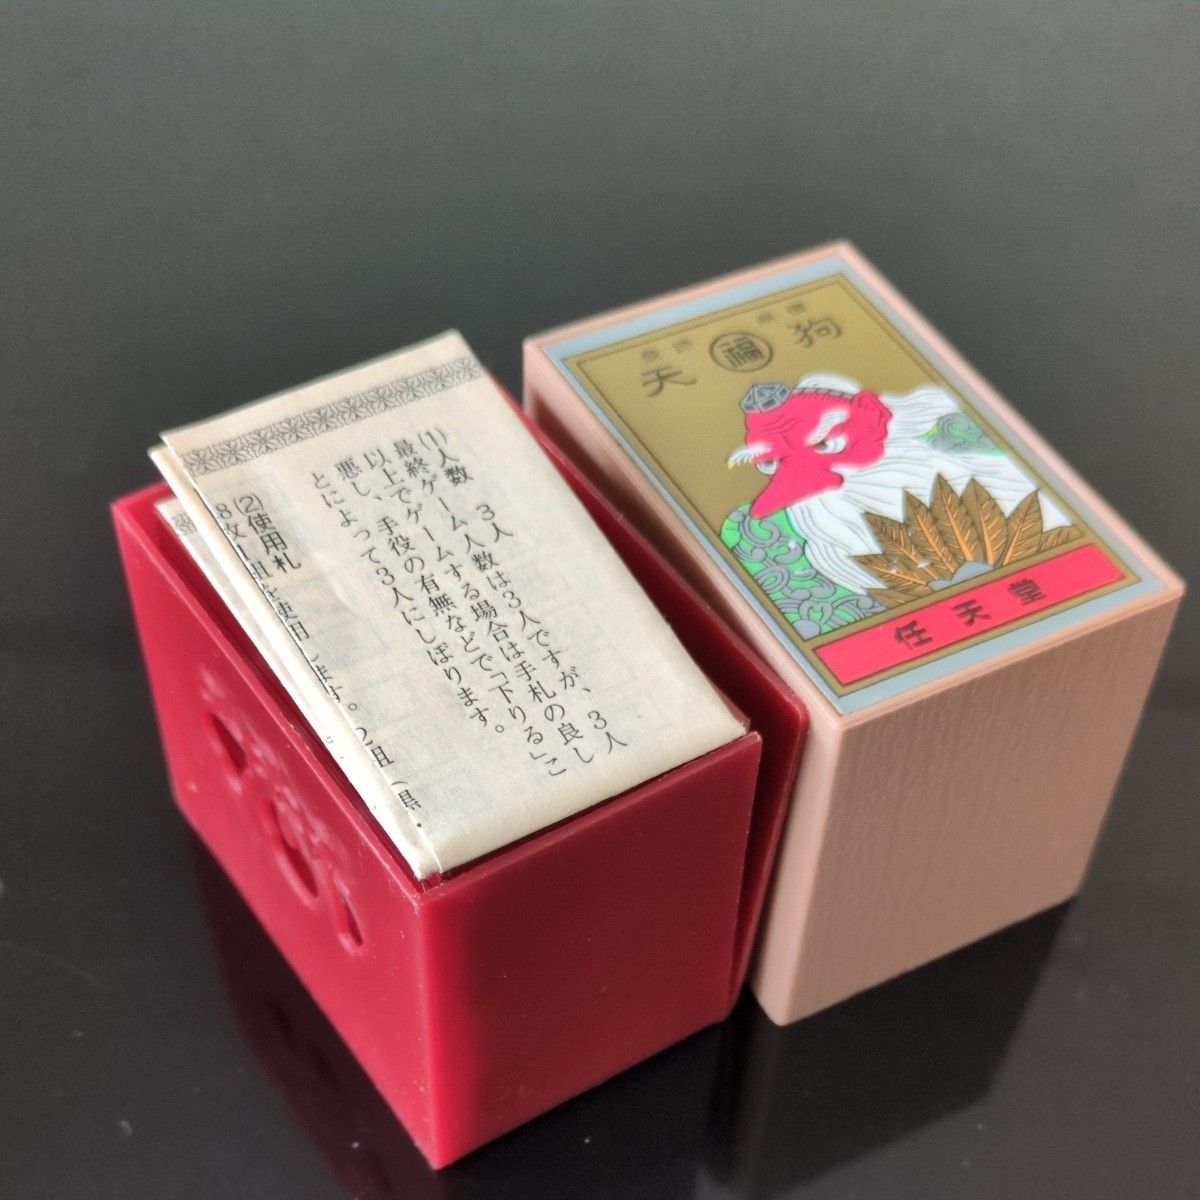 (1)人数 3人
最終ゲーム人数は3人ですが、3人
以上でゲームする場合は手札の良し
悪し、手役の有無などで「下りる」こ
とによって3人にしぼります。
(2)使用札
天 福 狗
任天堂